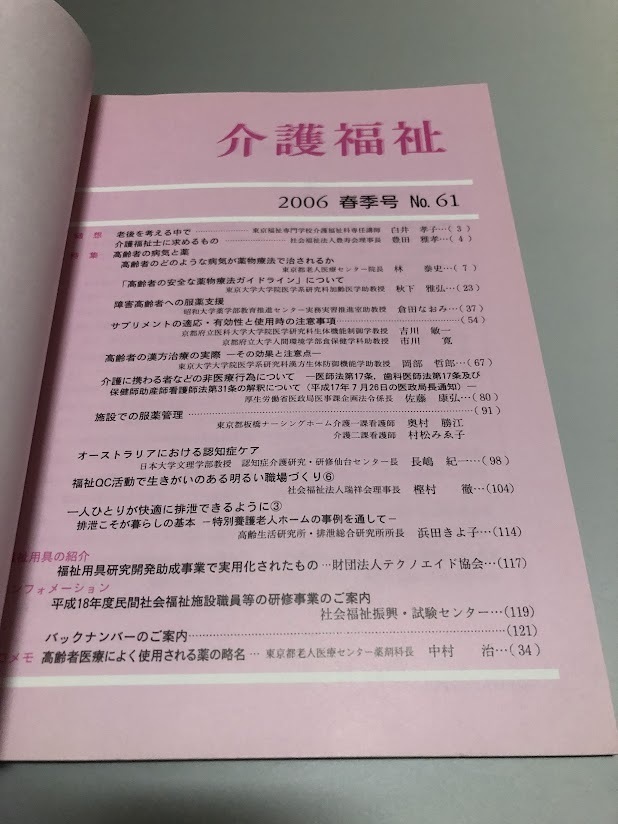 介護福祉
2006 春季号 No.61
随想 老後を考える中で………東京福祉専門学校介護福祉科専任講師 白井 孝子…( 3 )
介護福祉士に求めるもの………社会福祉法人豊寿会理事長 豊田 雅孝…( 4 )
特集 高齢者の病気と薬
高齢者のどのような病気が薬物療法で治されるか
東京都老人医療センター院長 林 泰史…( 7 )
「高齢者の安全な薬物療法ガイドライン」について
東京大学大学院医学系研究科加齢医学助教授 秋下 雅弘…(23)
障害高齢者への服薬支援
昭和大学薬学部教育推進センター実務実習推進室助教授 倉田なおみ…(37)
サプリメントの適応・有効性と使用時の注意事項………(54)
京都府立医科大学大学院医学研究科生体機能制御学教授 吉川 敏一
京都府立大学人間環境学部食保健学科助教授 市川 寛
高齢者の漢方治療の実際 ―その効果と注意点―
東京大学大学院医学系研究科漢方生体防御機能学助教授 岡部 哲郎…(67)
介護に携わる者などの非医療行為について ―医師法第17条、歯科医師法第17条及び
保健師助産師看護師法第31条の解釈について（平成17年7月26日の医政局長通知）―
厚生労働省医政局医事課企画法令係長 佐藤 康弘…(80)
施設での服薬管理………(91)
東京都板橋ナーシングホーム介護一課看護師 奥村 勝江
介護二課看護師 村松みゑ子
オーストラリアにおける認知症ケア
日本大学文理学部教授 認知症介護研究・研修仙台センター長 長嶋 紀一…(98)
福祉QC活動で生きがいのある明るい職場づくり⑥
社会福祉法人瑞祥会理事長 樫村 徹…(104)
一人ひとりが快適に排泄できるように③
排泄こそが暮らしの基本 ―特別養護老人ホームの事例を通して―
高齢生活研究所・排泄総合研究所所長 浜田きよ子…(114)
福祉用具の紹介
福祉用具研究開発助成事業で実用化されたもの…財団法人テクノエイド協会…(117)
ンフォメーション
平成18年度民間社会福祉施設職員等の研修事業のご案内
社会福祉振興・試験センター…(119)
バックナンバーのご案内………(121)
メモ 高齢者医療によく使用される薬の略名… 東京都老人医療センター薬剤科長 中村 治…(34)